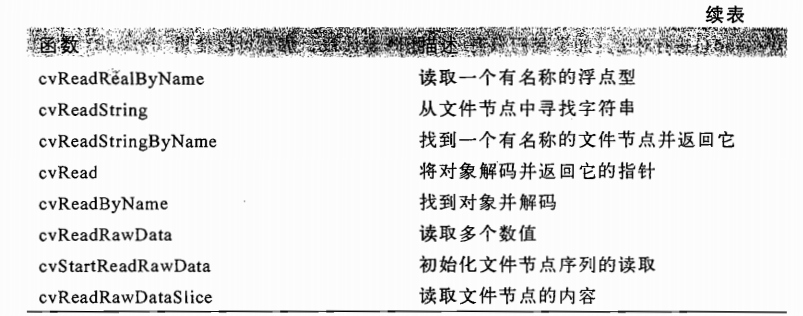 续表
函数 描述
cvReadRealByName 读取一个有名称的浮点型
cvReadString 从文件节点中寻找字符串
cvReadStringByName 找到一个有名称的文件节点并返回它
cvRead 将对象解码并返回它的指针
cvReadByName 找到对象并解码
cvReadRawData 读取多个数值
cvStartReadRawData 初始化文件节点序列的读取
cvReadRawDataSlice 读取文件节点的内容